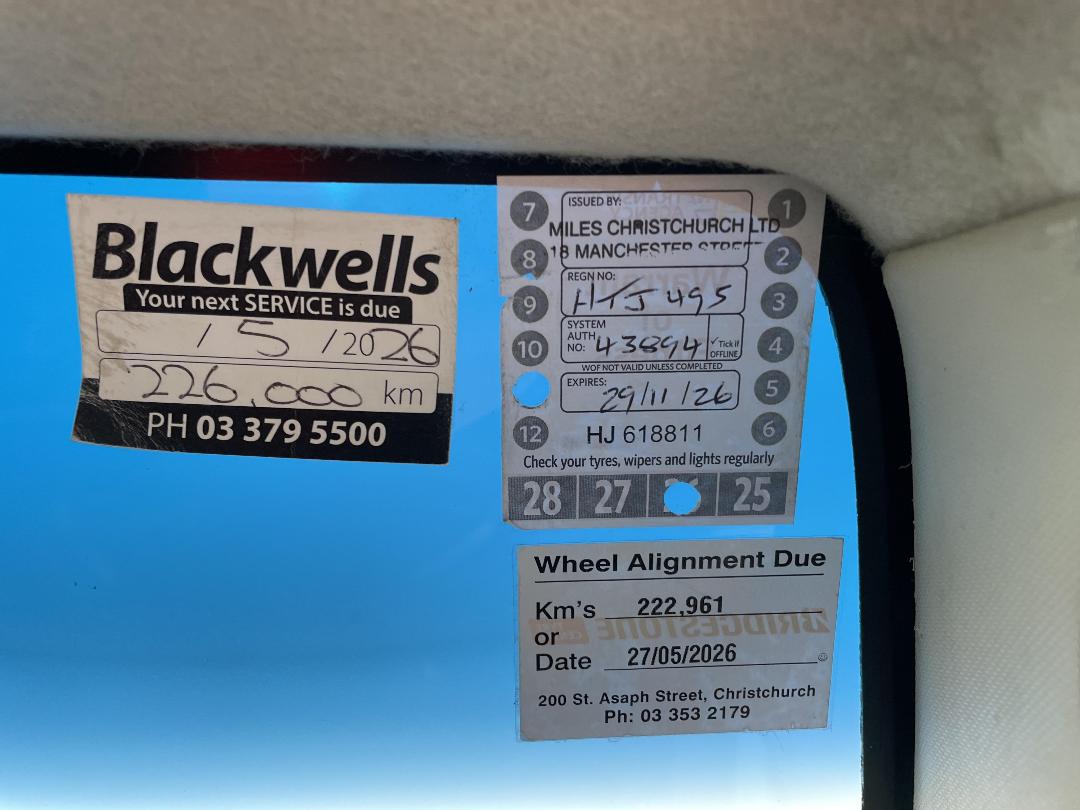 Blackwells
Your next SERVICE is due
/ 5 /2026
226,000 km
PH 03 379 5500
7 ISSUED BY: 1
MILES CHRISTCHURCH LTD
18 MANCHESTER STREET
8 2
REGN NO:
HTJ 495
9 3
SYSTEM
AUTH
NO: 43894 ✓Tick if
OFFLINE
10 4
WOF NOT VALID UNLESS COMPLETED
EXPIRES: 5
29/11/26
12 HJ 618811 6
Check your tyres, wipers and lights regularly
28 27 25
Wheel Alignment Due
Km's 222,961
BRIDGESTONE
or
Date 27/05/2026
200 St. Asaph Street, Christchurch
Ph: 03 353 2179